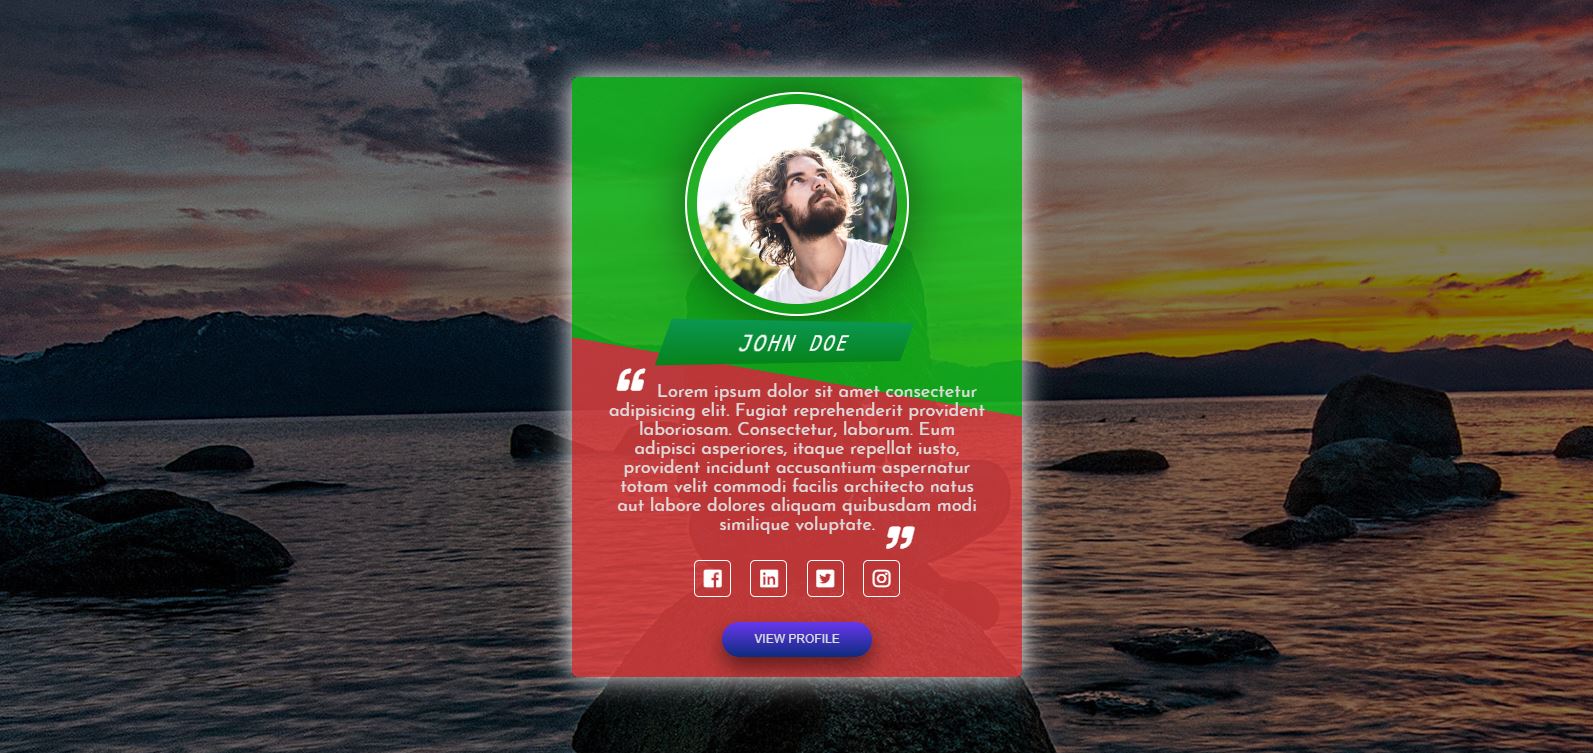 JOHN DOE
“ Lorem ipsum dolor sit amet consectetur
adipisicing elit. Fugiat reprehenderit provident
laboriosam. Consectetur, laborum. Eum
adipisci asperiores, itaque repellat iusto,
provident incidunt accusantium aspernatur
totam velit commodi facilis architecto natus
aut labore dolores aliquam quibusdam modi
similique voluptate. ”
VIEW PROFILE